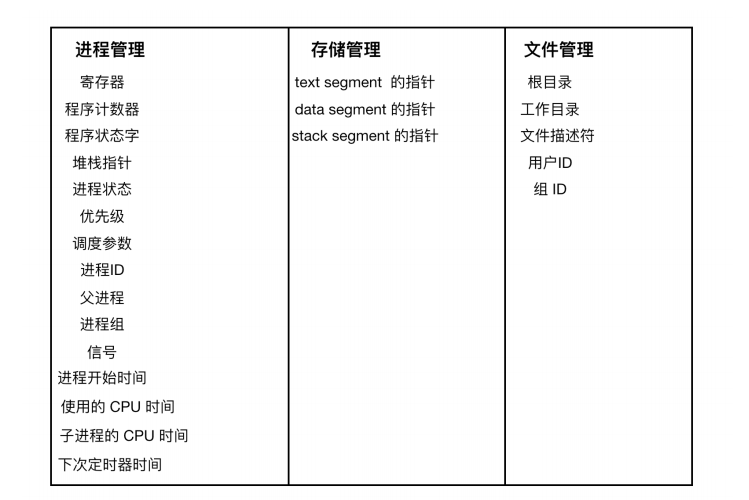 进程管理
寄存器
程序计数器
程序状态字
堆栈指针
进程状态
优先级
调度参数
进程ID
父进程
进程组
信号
进程开始时间
使用的 CPU 时间
子进程的 CPU 时间
下次定时器时间
存储管理
text segment 的指针
data segment 的指针
stack segment 的指针
文件管理
根目录
工作目录
文件描述符
用户ID
组 ID